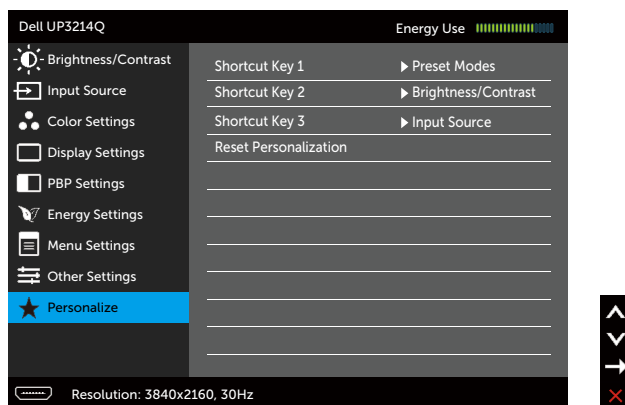 Dell UP3214Q
Energy Use
Brightness/Contrast
Input Source
Color Settings
Display Settings
PBP Settings
Energy Settings
Menu Settings
Other Settings
Personalize
Shortcut Key 1 Preset Modes
Shortcut Key 2 Brightness/Contrast
Shortcut Key 3 Input Source
Reset Personalization
Resolution: 3840x2160, 30Hz